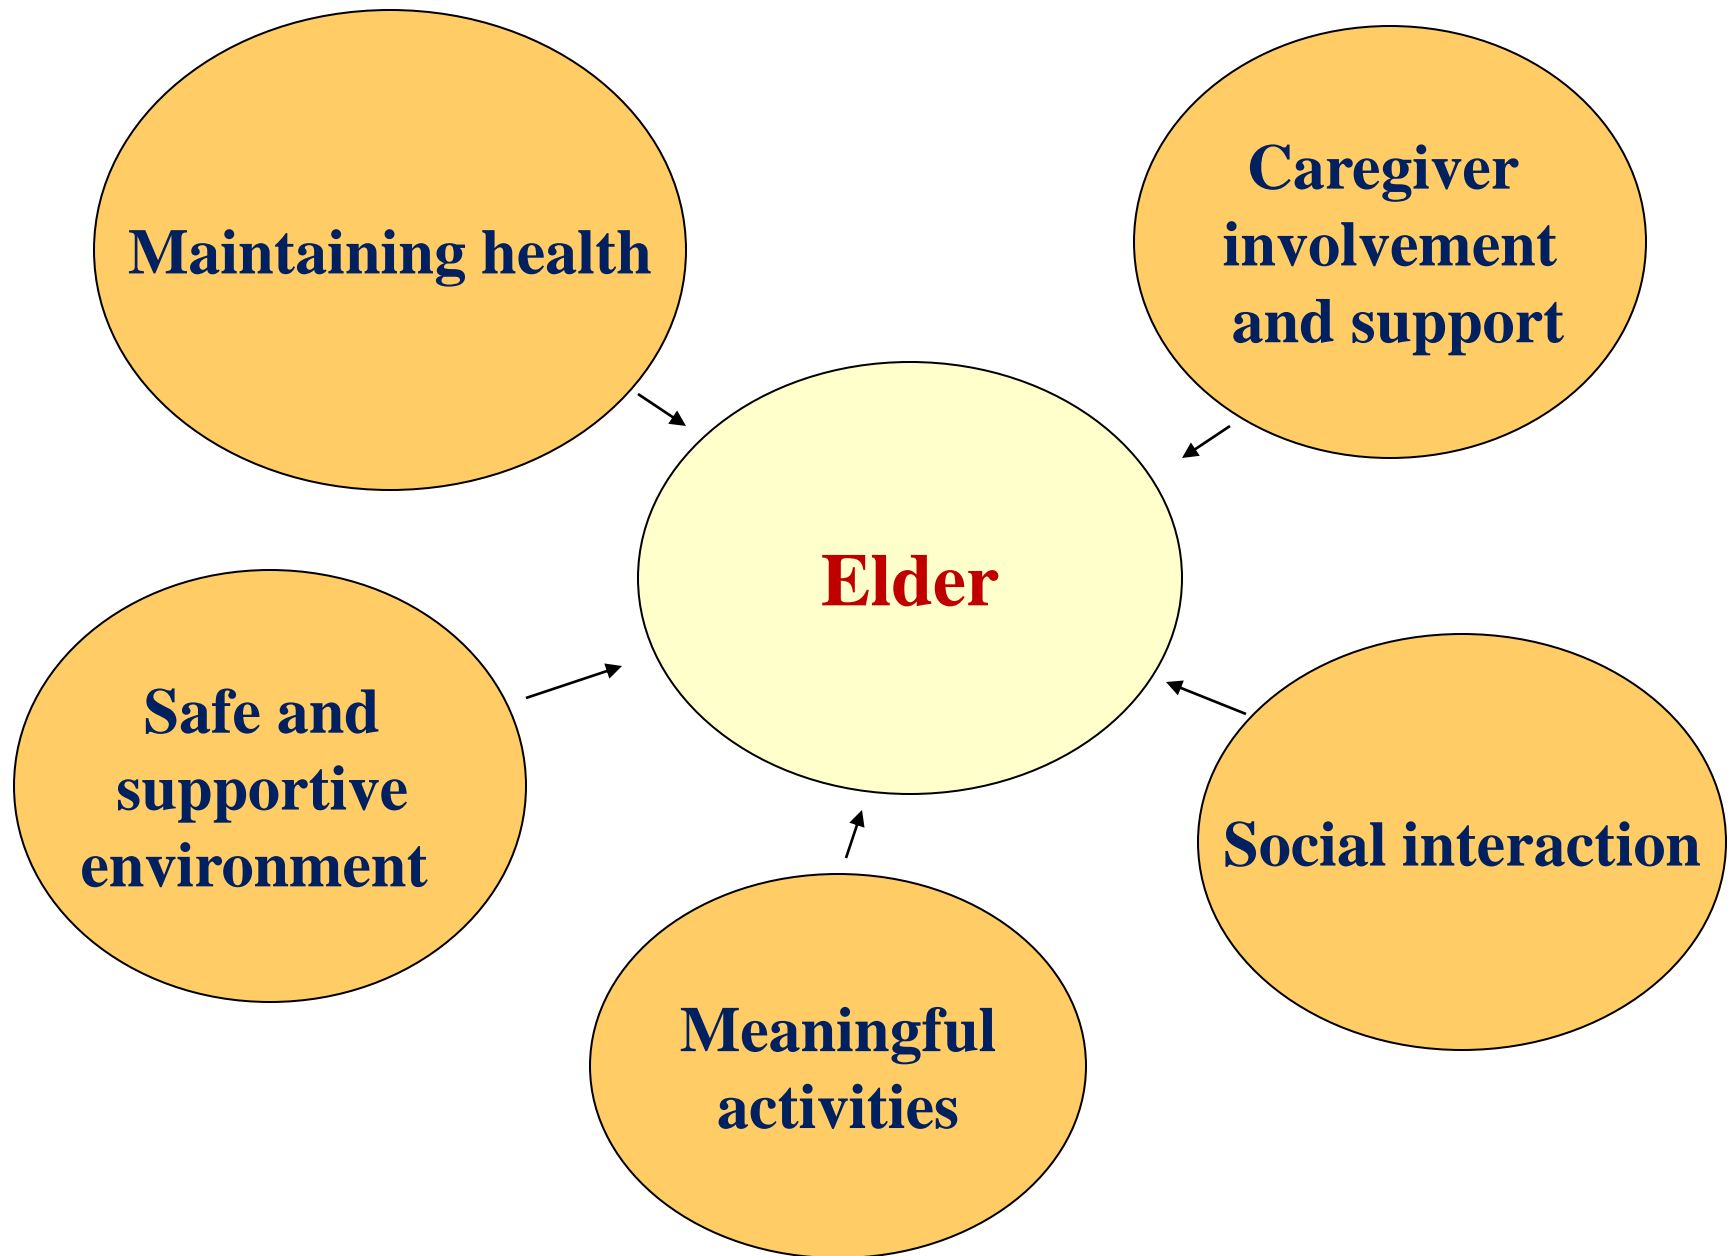 Maintaining health
Caregiver
involvement
and support
Elder
Safe and
supportive
environment
Social interaction
Meaningful
activities